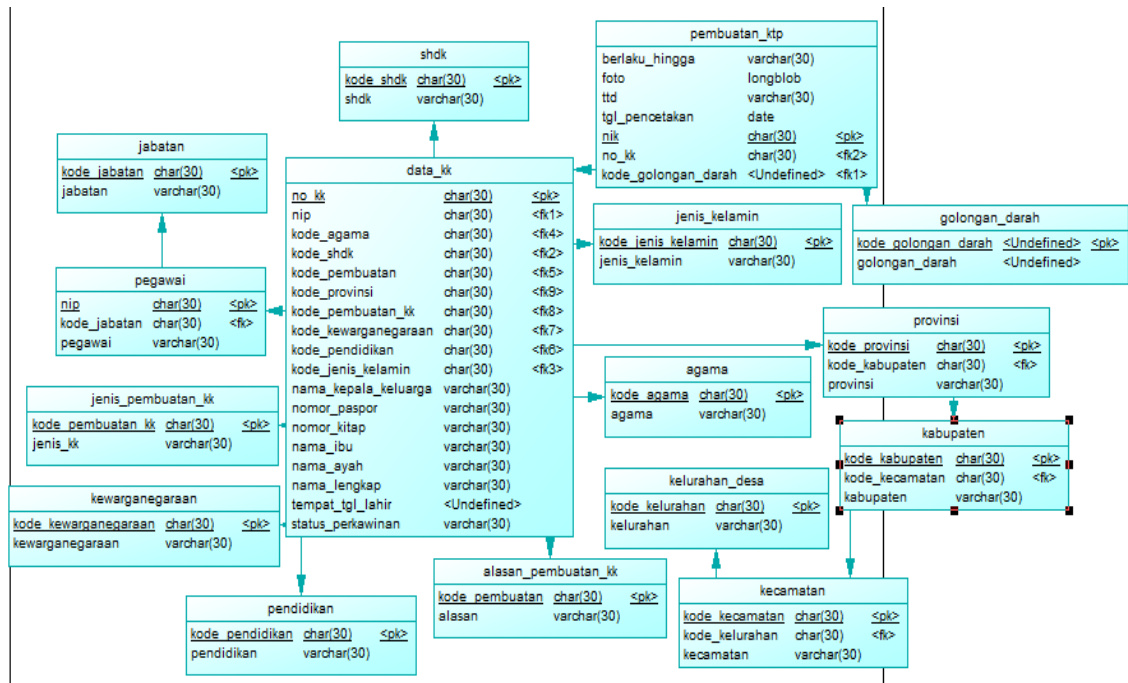 shdk
kode_shdk char(30) <pk>
shdk varchar(30)
pembuatan_ktp
berlaku_hingga varchar(30)
foto longblob
ttd varchar(30)
tgl_pencetakan date
nik char(30) <pk>
no_kk char(30) <fk2>
kode_golongan_darah <Undefined> <fk1>
jabatan
kode_jabatan char(30) <pk>
jabatan varchar(30)
data_kk
no_kk char(30) <pk>
nip char(30) <fk1>
kode_agama char(30) <fk4>
kode_shdk char(30) <fk2>
kode_pembuatan char(30) <fk5>
kode_provinsi char(30) <fk9>
kode_pembuatan_kk char(30) <fk8>
kode_kewarganegaraan char(30) <fk7>
kode_pendidikan char(30) <fk6>
kode_jenis_kelamin char(30) <fk3>
nama_kepala_keluarga varchar(30)
nomor_paspor varchar(30)
nomor_kitap varchar(30)
nama_ibu varchar(30)
nama_ayah varchar(30)
nama_lengkap varchar(30)
tempat_tgl_lahir <Undefined>
status_perkawinan varchar(30)
jenis_kelamin
kode_jenis_kelamin char(30) <pk>
jenis_kelamin varchar(30)
golongan_darah
kode_golongan_darah <Undefined> <pk>
golongan_darah <Undefined>
pegawai
nip char(30) <pk>
kode_jabatan char(30) <fk>
pegawai varchar(30)
provinsi
kode_provinsi char(30) <pk>
kode_kabupaten char(30) <fk>
provinsi varchar(30)
agama
kode_agama char(30) <pk>
agama varchar(30)
jenis_pembuatan_kk
kode_pembuatan_kk char(30) <pk>
jenis_kk varchar(30)
kabupaten
kode_kabupaten char(30) <pk>
kode_kecamatan char(30) <fk>
kabupaten varchar(30)
kelurahan_desa
kode_kelurahan char(30) <pk>
kelurahan varchar(30)
kewarganegaraan
kode_kewarganegaraan char(30) <pk>
kewarganegaraan varchar(30)
alasan_pembuatan_kk
kode_pembuatan char(30) <pk>
alasan varchar(30)
kecamatan
kode_kecamatan char(30) <pk>
kode_kelurahan char(30) <fk>
kecamatan varchar(30)
pendidikan
kode_pendidikan char(30) <pk>
pendidikan varchar(30)